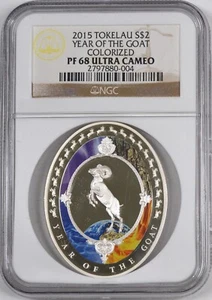 2015 TOKELAU S$2
YEAR OF THE GOAT
COLORIZED
PF 68 ULTRA CAMEO
2797880-004
NGC
YEAR OF THE GOAT